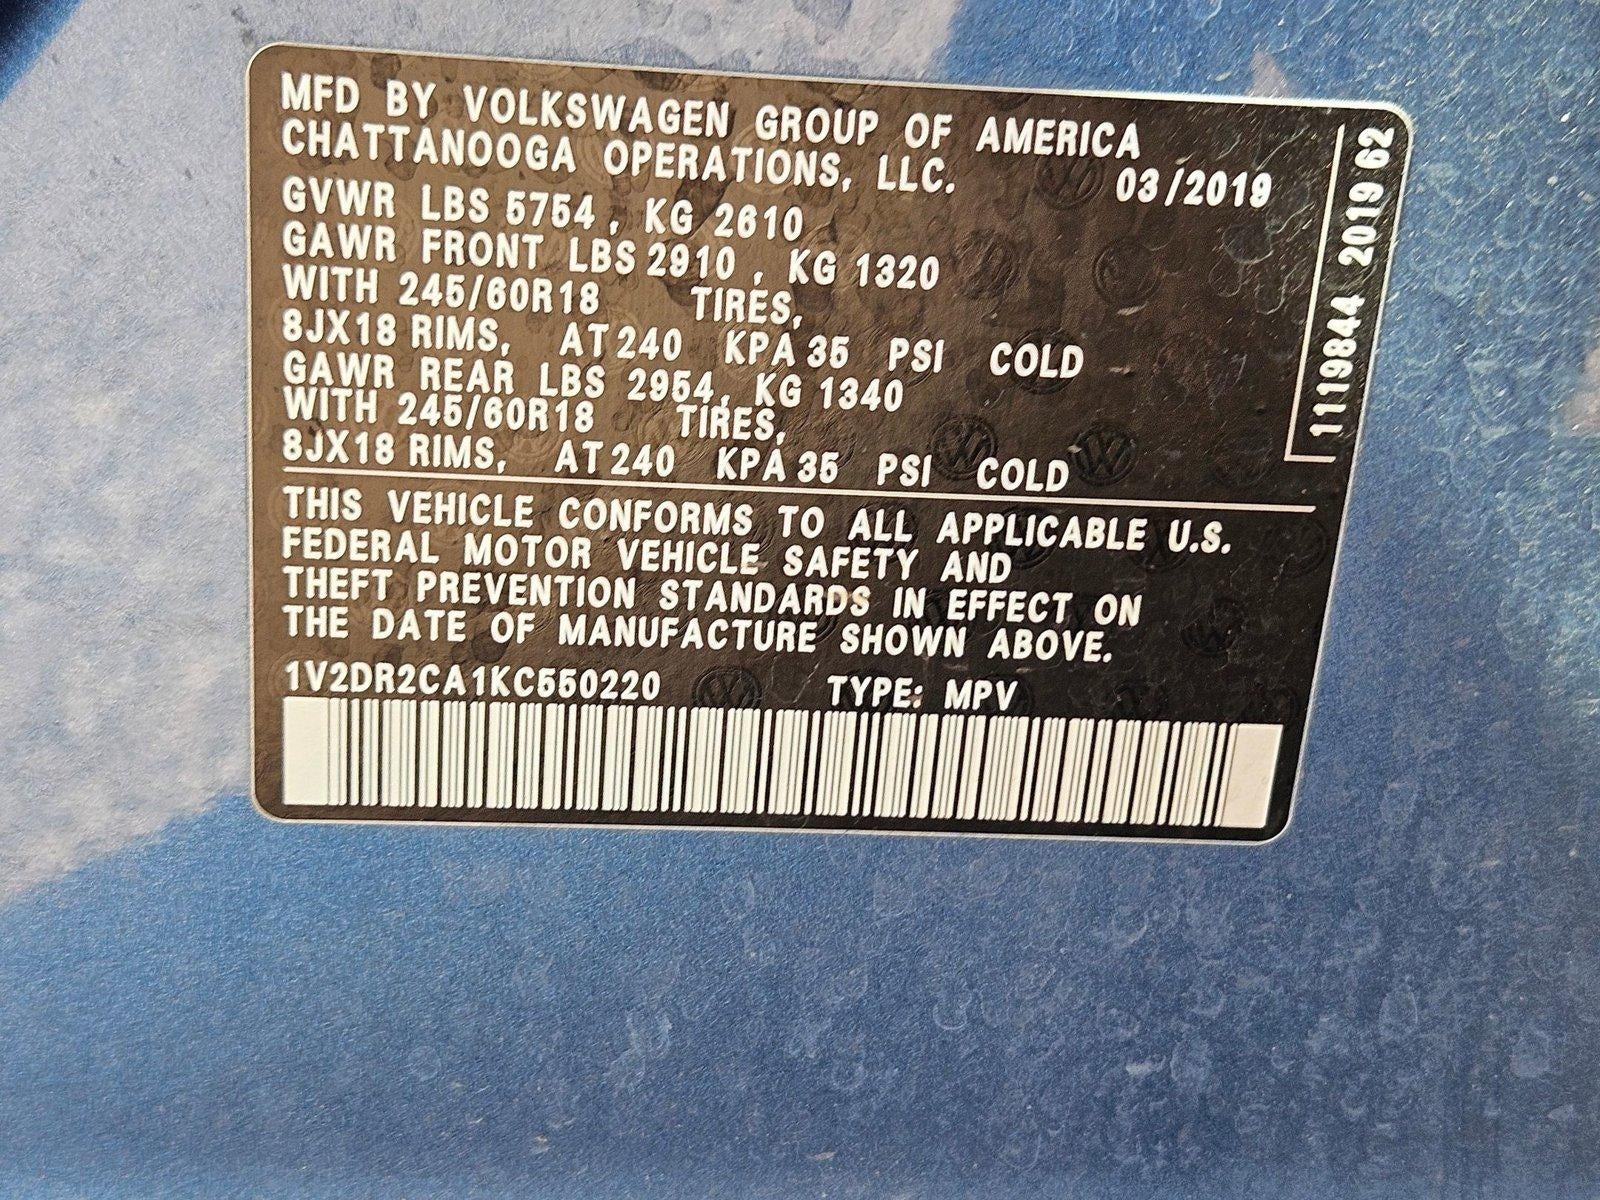 MFD BY VOLKSWAGEN GROUP OF AMERICA
CHATTANOOGA OPERATIONS, LLC. 03/2019
GVWR LBS 5754, KG 2610
GAWR FRONT LBS 2910, KG 1320
WITH 245/60R18 TIRES,
8JX18 RIMS, AT 240 KPA 35 PSI COLD
GAWR REAR LBS 2954, KG 1340
WITH 245/60R18 TIRES,
8JX18 RIMS, AT 240 KPA 35 PSI COLD
THIS VEHICLE CONFORMS TO ALL APPLICABLE U.S.
FEDERAL MOTOR VEHICLE SAFETY AND
THEFT PREVENTION STANDARDS IN EFFECT ON
THE DATE OF MANUFACTURE SHOWN ABOVE.
1V2DR2CA1KC550220 TYPE: MPV
1119844 2019 62